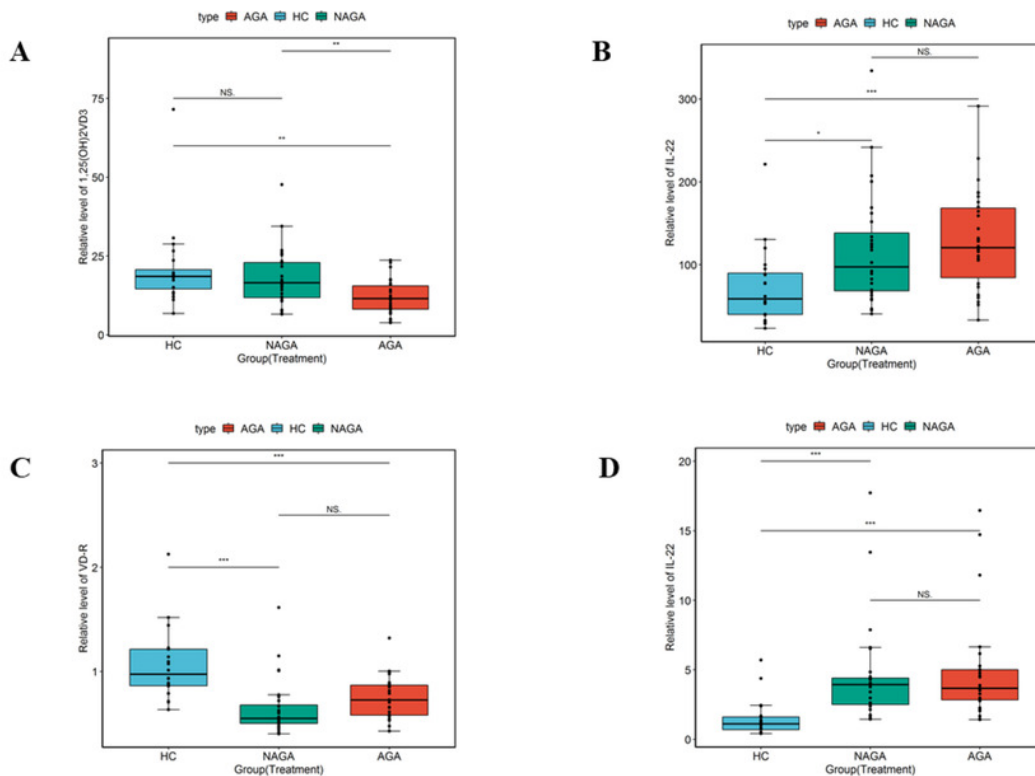 A
type AGA HC NAGA
Relative level of 1,25(OH)2VD3
75
50
25
0
**
NS.
**
HC NAGA AGA
Group(Treatment)
B
type AGA HC NAGA
Relative level of IL-22
300
200
100
NS.
***
*
HC NAGA AGA
Group(Treatment)
C
type AGA HC NAGA
Relative level of VD-R
3
2
1
***
NS.
***
HC NAGA AGA
Group(Treatment)
D
type AGA HC NAGA
Relative level of IL-22
20
15
10
5
0
***
***
NS.
HC NAGA AGA
Group(Treatment)